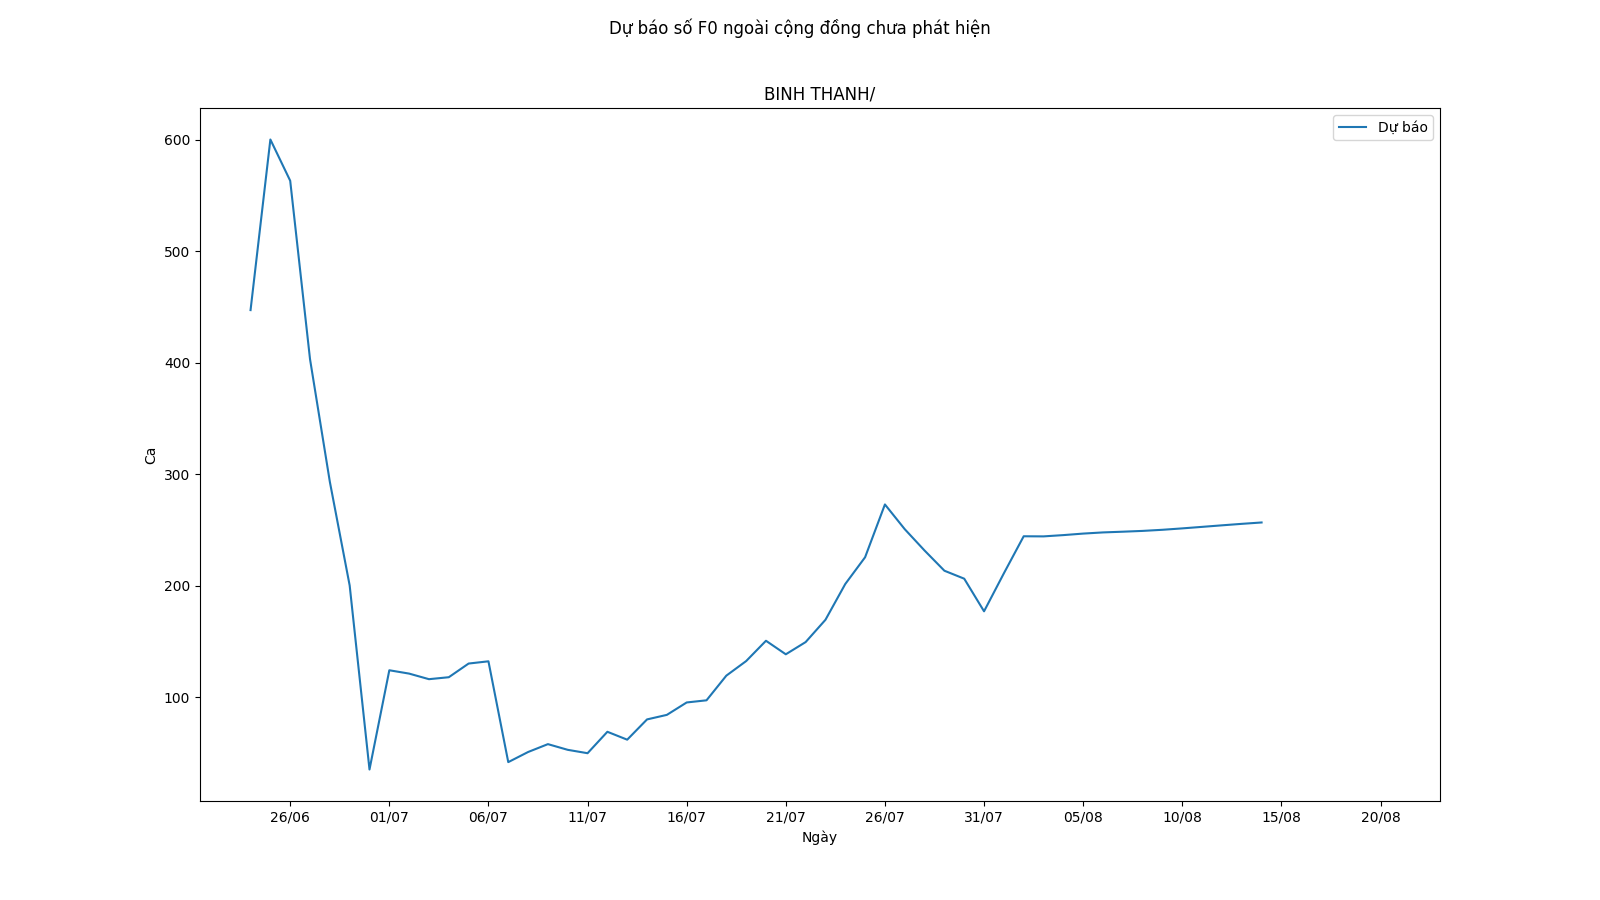 Dự báo số F0 ngoài cộng đồng chưa phát hiện
BINH THANH/
Dự báo
600
500
400
300
200
100
Ca
26/06 01/07 06/07 11/07 16/07 21/07 26/07 31/07 05/08 10/08 15/08 20/08
Ngày